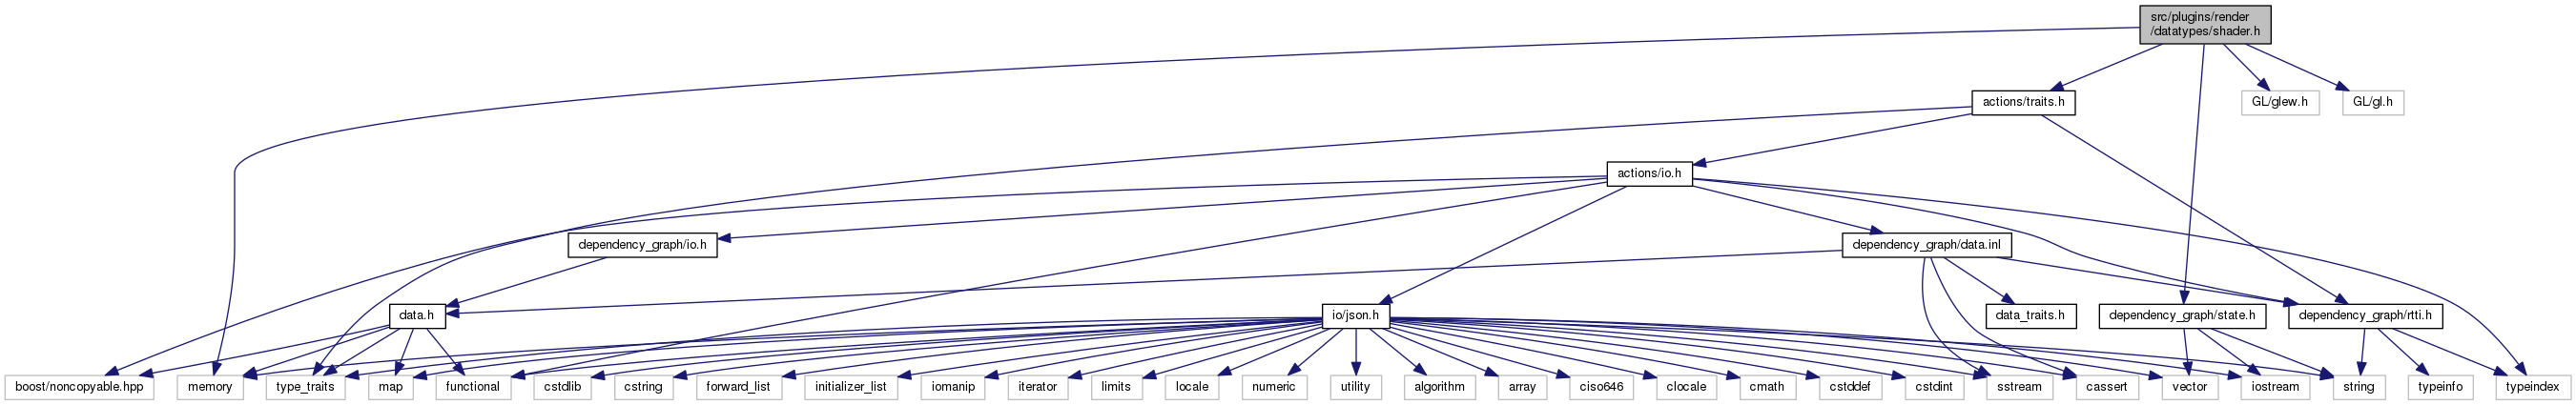 src/plugins/render
/datatypes/shader.h
actions/traits.h
GL/glew.h
GL/gl.h
actions/io.h
dependency_graph/io.h
dependency_graph/data.inl
data.h
io/json.h
data_traits.h
dependency_graph/state.h
dependency_graph/rtti.h
boost/noncopyable.hpp
memory
type_traits
map
functional
cstdlib
cstring
forward_list
initializer_list
iomanip
iterator
limits
locale
numeric
utility
algorithm
array
ciso646
clocale
cmath
cstddef
cstdint
sstream
cassert
vector
iostream
string
typeinfo
typeindex